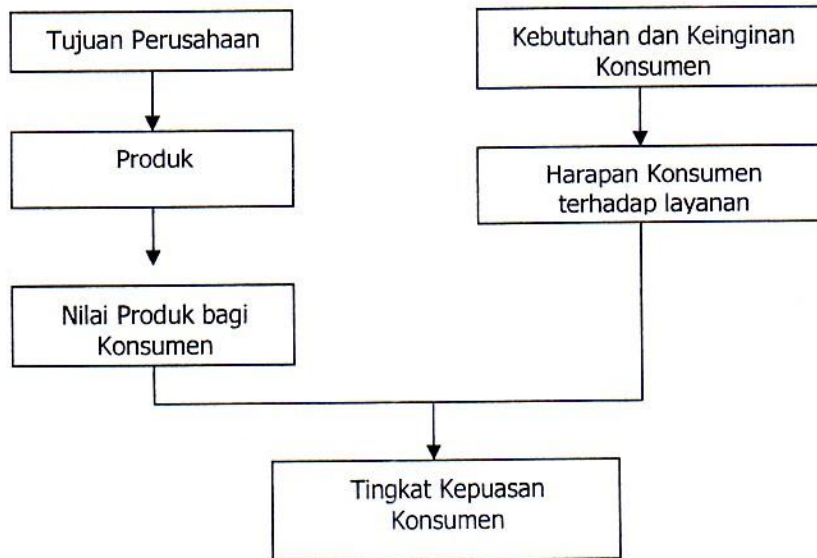 Tujuan Perusahaan
Kebutuhan dan Keinginan
Konsumen
Produk
Harapan Konsumen
terhadap layanan
Nilai Produk bagi
Konsumen
Tingkat Kepuasan
Konsumen